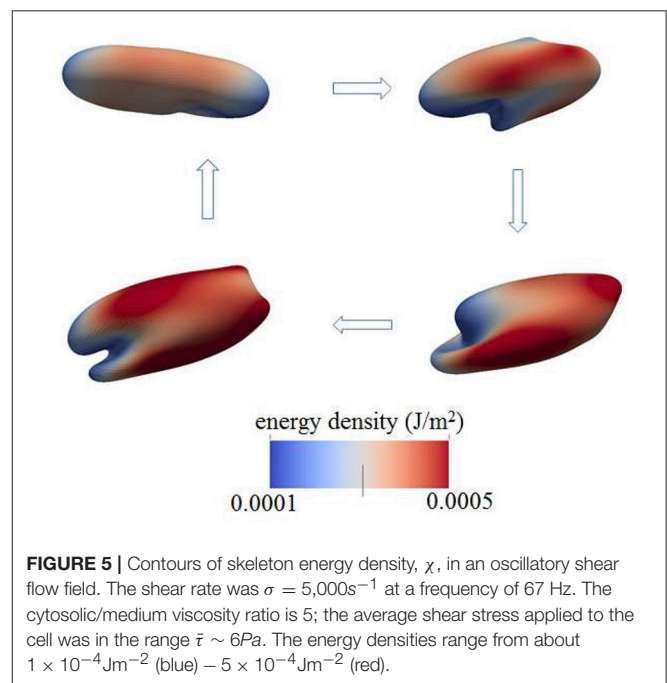 energy density (J/m²)
0.0001 0.0005
FIGURE 5 | Contours of skeleton energy density, χ, in an oscillatory shear
flow field. The shear rate was σ = 5,000s⁻¹ at a frequency of 67 Hz. The
cytosolic/medium viscosity ratio is 5; the average shear stress applied to the
cell was in the range τ̄ ∼ 6Pa. The energy densities range from about
1 × 10⁻⁴Jm⁻² (blue) – 5 × 10⁻⁴Jm⁻² (red).